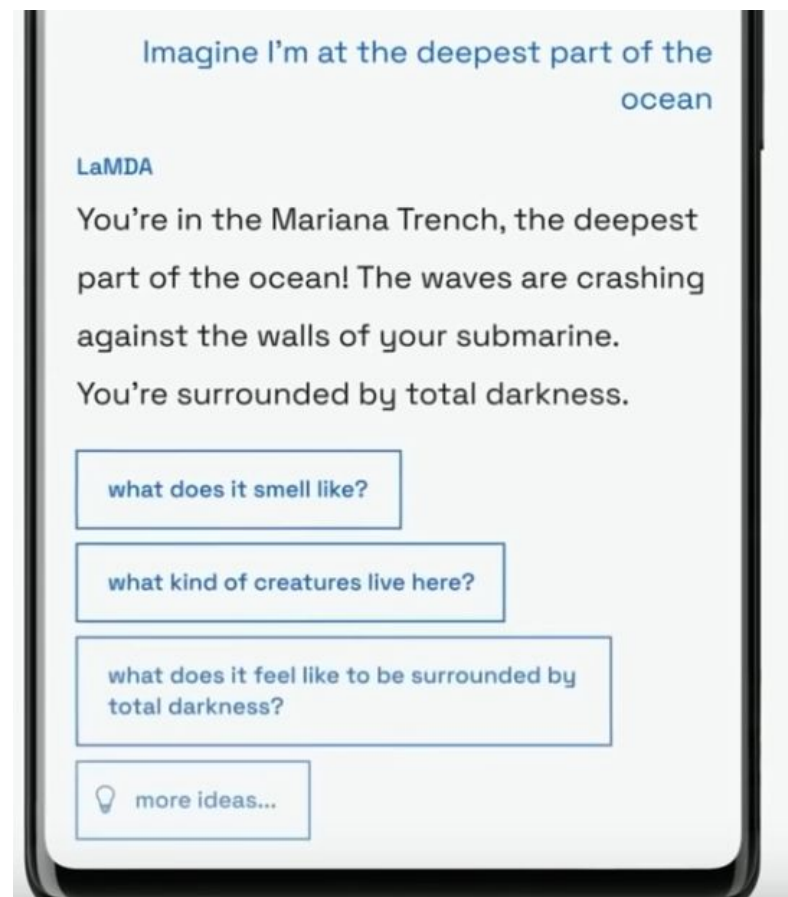 Imagine I'm at the deepest part of the
ocean
LaMDA
You're in the Mariana Trench, the deepest
part of the ocean! The waves are crashing
against the walls of your submarine.
You're surrounded by total darkness.
what does it smell like?
what kind of creatures live here?
what does it feel like to be surrounded by
total darkness?
more ideas...